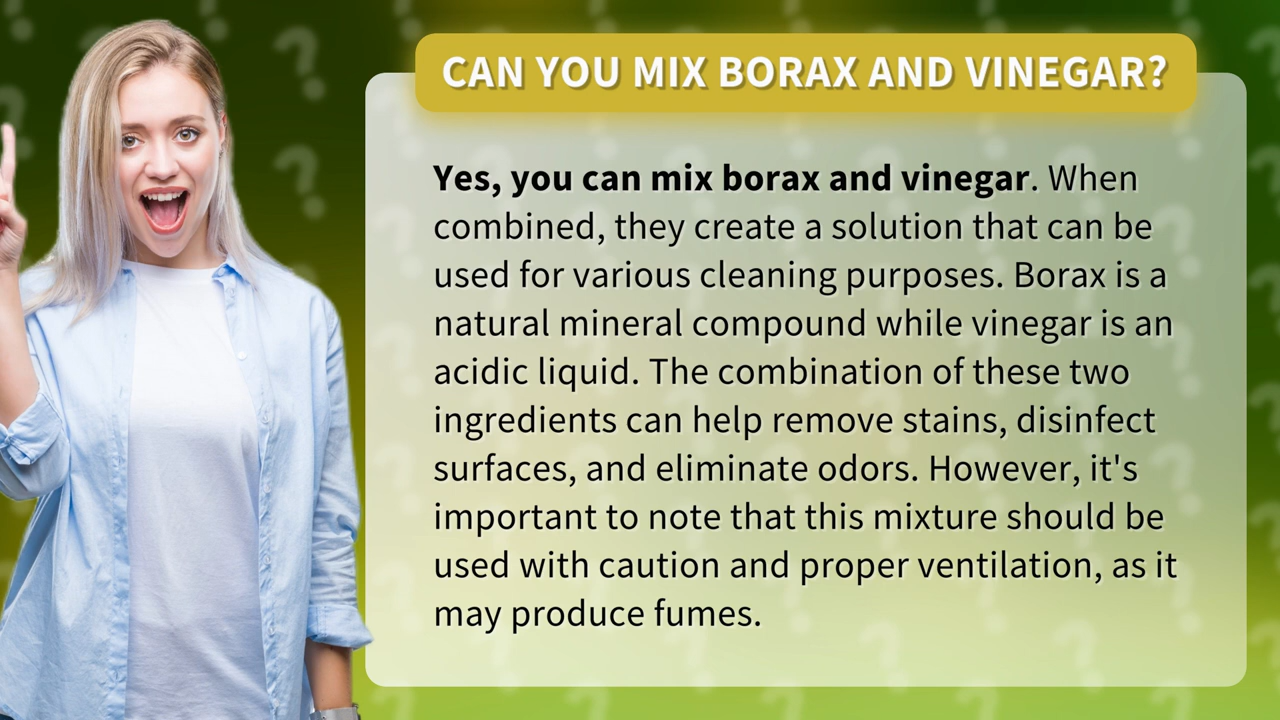 CAN YOU MIX BORAX AND VINEGAR?
Yes, you can mix borax and vinegar. When
combined, they create a solution that can be
used for various cleaning purposes. Borax is a
natural mineral compound while vinegar is an
acidic liquid. The combination of these two
ingredients can help remove stains, disinfect
surfaces, and eliminate odors. However, it's
important to note that this mixture should be
used with caution and proper ventilation, as it
may produce fumes.